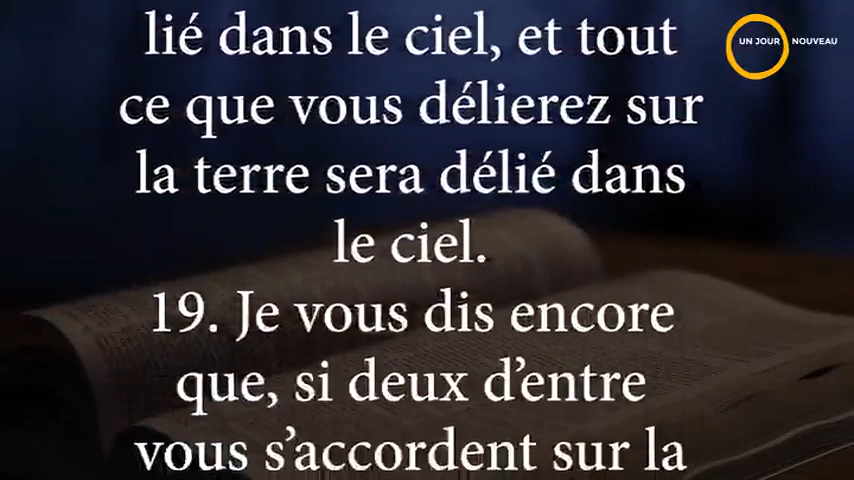 lié dans le ciel, et tout
ce que vous délierez sur
la terre sera délié dans
le ciel.
19. Je vous dis encore
que, si deux d’entre
vous s’accordent sur la
UN JOUR NOUVEAU